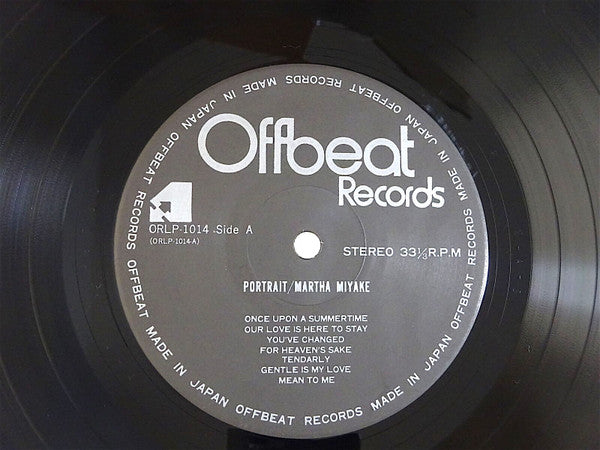 OFFBEAT RECORDS MADE IN JAPAN OFFBEAT RECORDS MADE IN JAPAN OFFBEAT RECORDS MADE IN JAPAN OFFBEAT RECORDS MADE IN JAPAN
Offbeat
Records
ORLP-1014 Side A
(ORLP-1014-A)
STEREO 33⅓R.P.M
PORTRAIT/MARTHA MIYAKE
ONCE UPON A SUMMERTIME
OUR LOVE IS HERE TO STAY
YOU'VE CHANGED
FOR HEAVEN'S SAKE
TENDARLY
GENTLE IS MY LOVE
MEAN TO ME